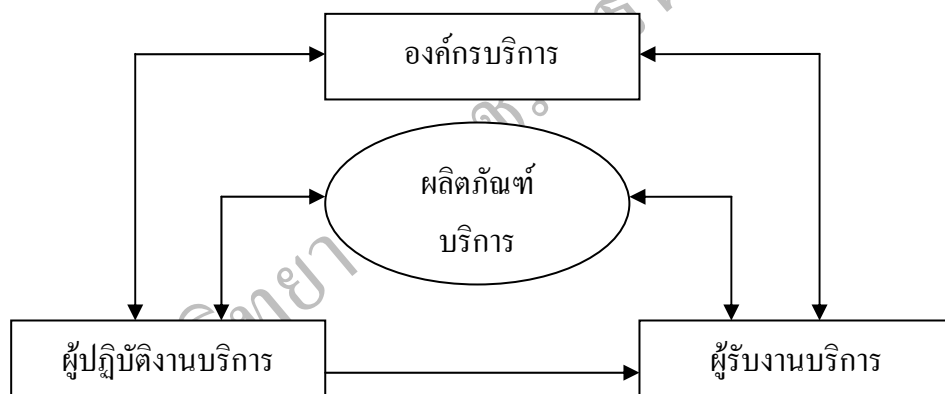 องค์กรบริการ
ผลิตภัณฑ์
บริการ
ผู้ปฏิบัติงานบริการ
ผู้รับงานบริการ